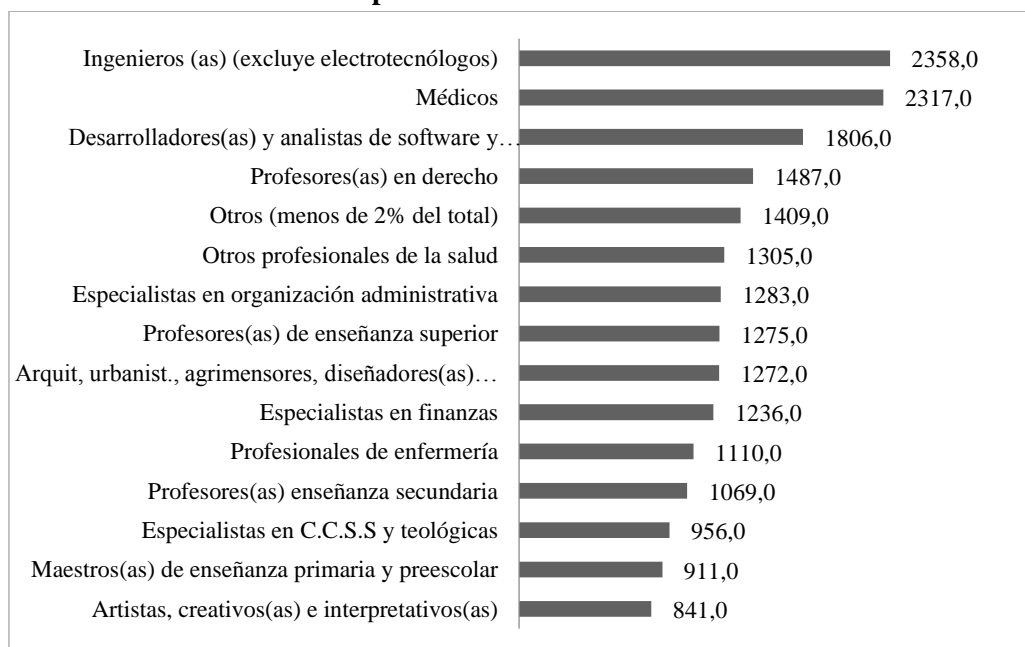 Ingenieros (as) (excluye electrotecnólogos) 2358,0
Médicos 2317,0
Desarrolladores(as) y analistas de software y… 1806,0
Profesores(as) en derecho 1487,0
Otros (menos de 2% del total) 1409,0
Otros profesionales de la salud 1305,0
Especialistas en organización administrativa 1283,0
Profesores(as) de enseñanza superior 1275,0
Arquit, urbanist., agrimensores, diseñadores(as)… 1272,0
Especialistas en finanzas 1236,0
Profesionales de enfermería 1110,0
Profesores(as) enseñanza secundaria 1069,0
Especialistas en C.C.S.S y teológicas 956,0
Maestros(as) de enseñanza primaria y preescolar 911,0
Artistas, creativos(as) e interpretativos(as) 841,0